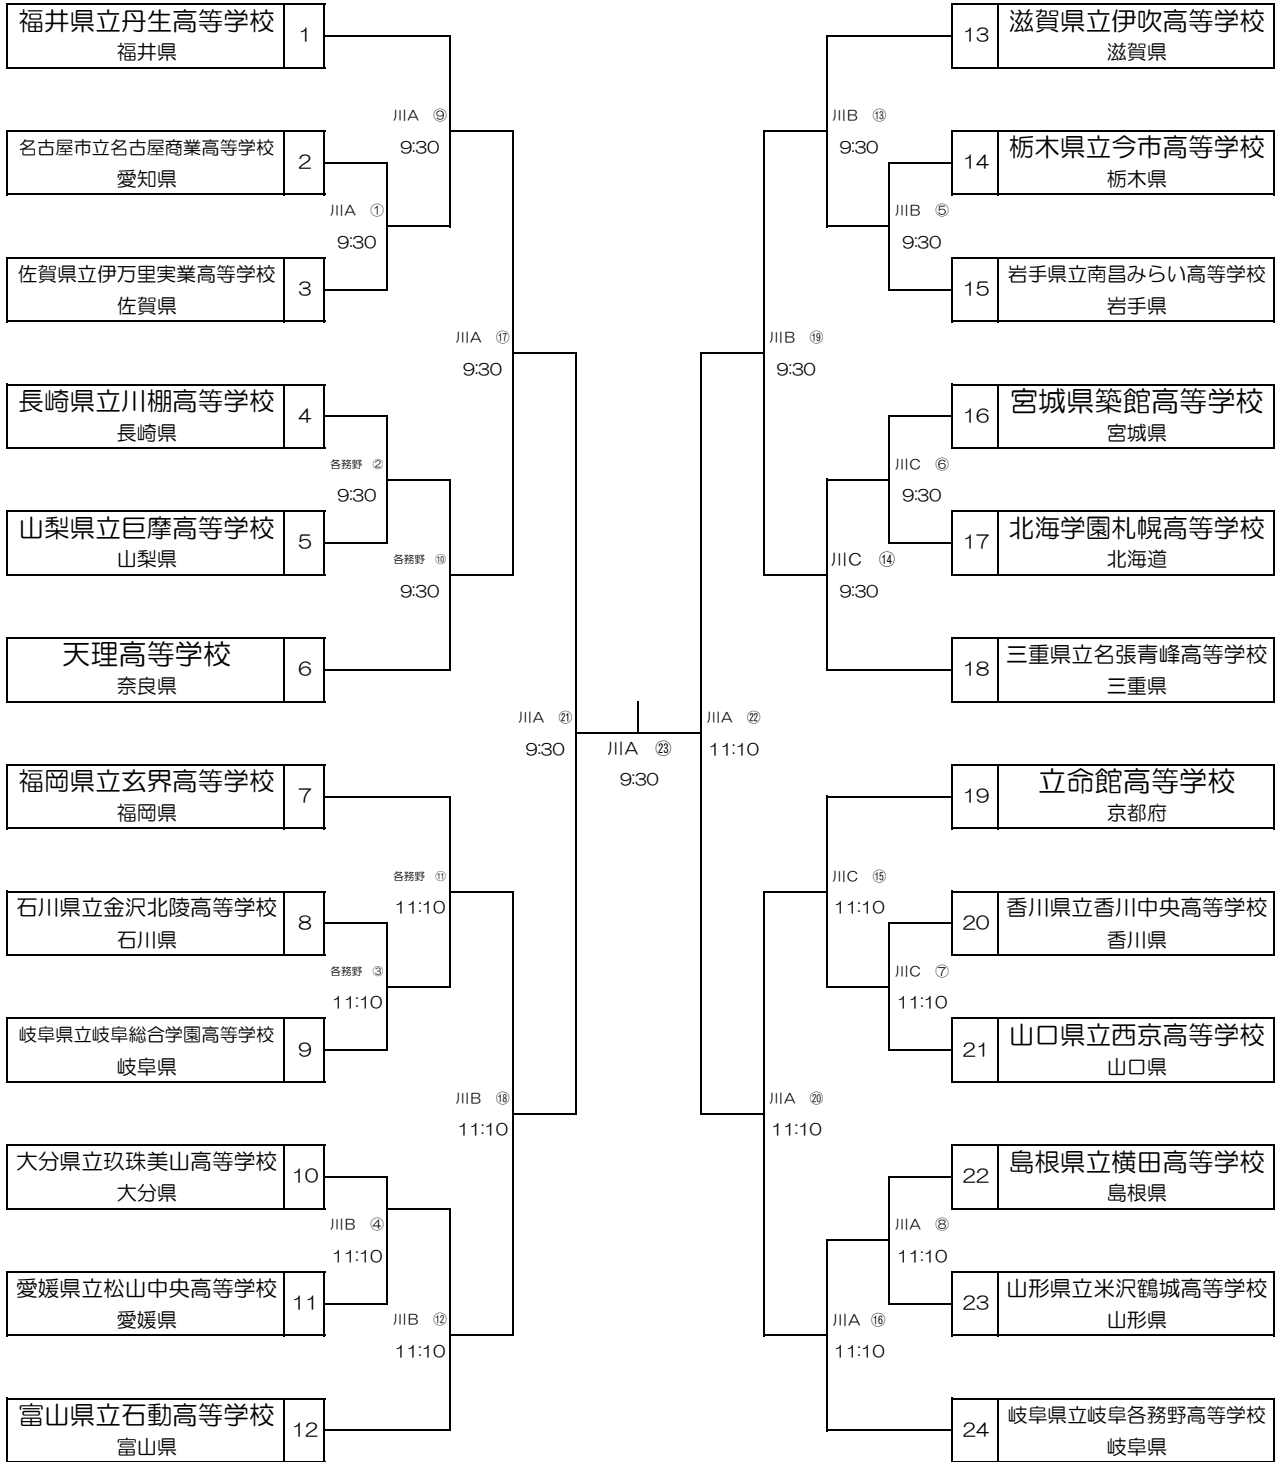 福井県立丹生高等学校
福井県
1
川A ⑨
9:30
名古屋市立名古屋商業高等学校
愛知県
2
川A ①
9:30
佐賀県立伊万里実業高等学校
佐賀県
3
川A ⑰
9:30
長崎県立川棚高等学校
長崎県
4
各務野 ②
9:30
山梨県立巨摩高等学校
山梨県
5
各務野 ⑩
9:30
天理高等学校
奈良県
6
川A ㉑
9:30
福岡県立玄界高等学校
福岡県
7
各務野 ⑪
11:10
石川県立金沢北陵高等学校
石川県
8
各務野 ③
11:10
岐阜県立岐阜総合学園高等学校
岐阜県
9
川B ⑱
11:10
大分県立玖珠美山高等学校
大分県
10
川B ④
11:10
愛媛県立松山中央高等学校
愛媛県
11
川B ⑫
11:10
富山県立石動高等学校
富山県
12
川A ㉓
9:30
13
滋賀県立伊吹高等学校
滋賀県
川B ⑬
9:30
14
栃木県立今市高等学校
栃木県
川B ⑤
9:30
15
岩手県立南昌みらい高等学校
岩手県
川B ⑲
9:30
16
宮城県築館高等学校
宮城県
川C ⑥
9:30
17
北海学園札幌高等学校
北海道
川C ⑭
9:30
18
三重県立名張青峰高等学校
三重県
川A ㉒
11:10
19
立命館高等学校
京都府
川C ⑮
11:10
20
香川県立香川中央高等学校
香川県
川C ⑦
11:10
21
山口県立西京高等学校
山口県
川A ⑳
11:10
22
島根県立横田高等学校
島根県
川A ⑧
11:10
23
山形県立米沢鶴城高等学校
山形県
川A ⑯
11:10
24
岐阜県立岐阜各務野高等学校
岐阜県